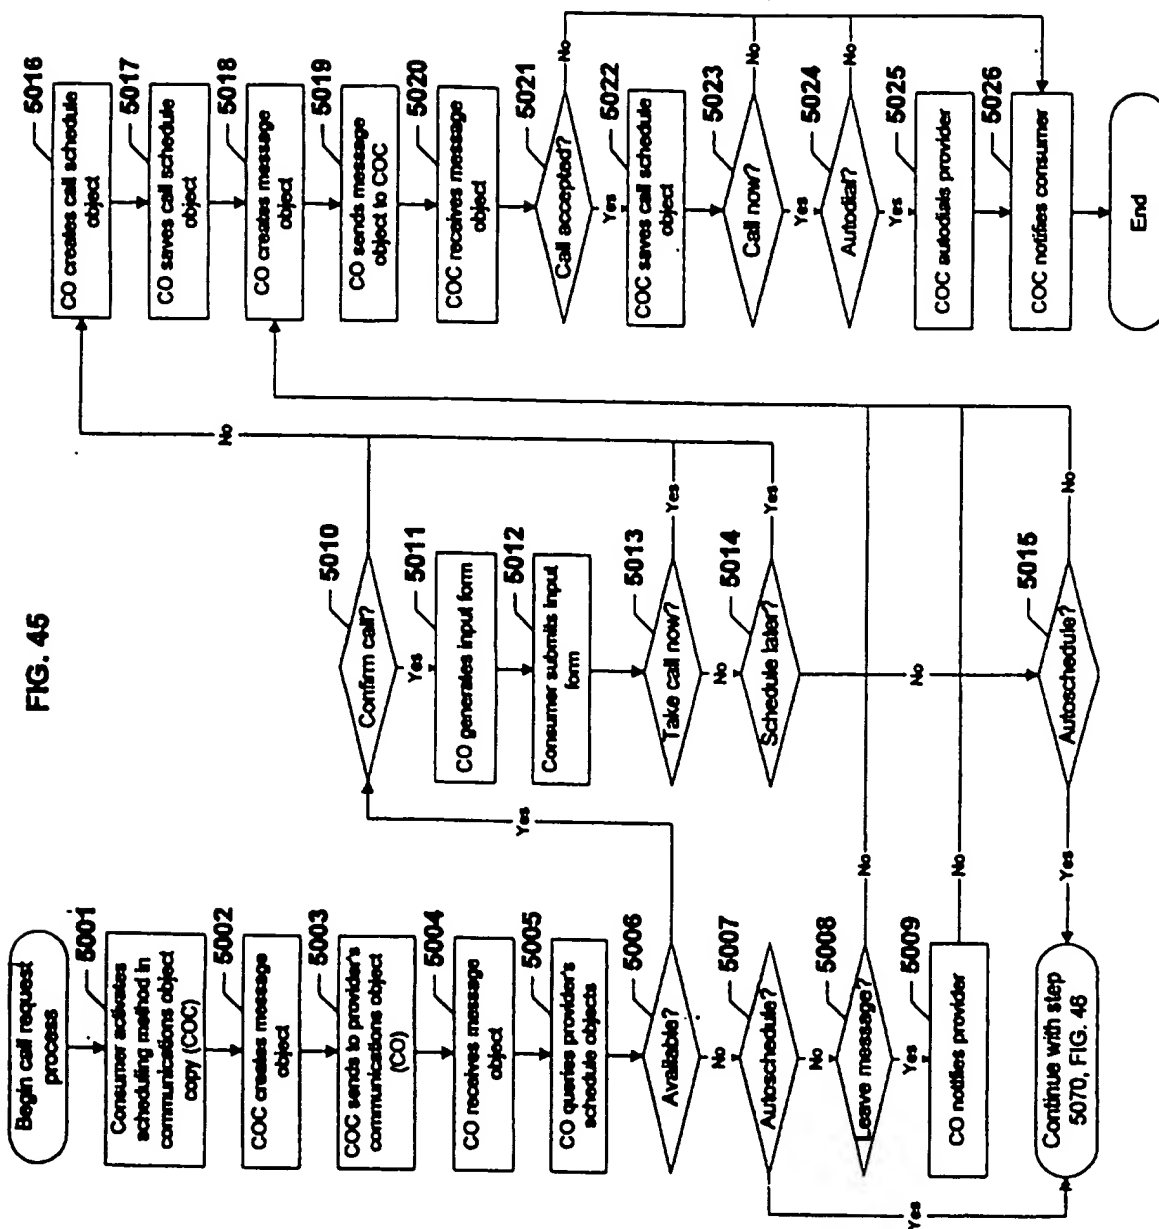 FIG. 45
Begin call request
process
5001
Consumer activates
scheduling method in
communications object
copy (COC)
5002
COC creates message
object
5003
COC sends to provider's
communications object
(CO)
5004
CO receives message
object
5005
CO queries provider's
schedule objects
5006
Available?
Yes
No
5007
Autoschedule?
Yes
No
5008
Leave message?
No
Yes
5009
CO notifies provider
No
Continue with step
5070, FIG. 46
5010
Confirm call?
No
Yes
5011
CO generates input form
5012
Consumer submits input
form
5013
Take call now?
Yes
No
5014
Schedule later?
Yes
No
5015
Autoschedule?
No
Yes
5016
CO creates call schedule
object
5017
CO saves call schedule
object
5018
CO creates message
object
5019
CO sends message
object to COC
5020
COC receives message
object
5021
Call accepted?
No
Yes
5022
COC saves call schedule
object
5023
Call now?
No
Yes
5024
Autodial?
No
Yes
5025
COC autodials provider
5026
COC notifies consumer
End